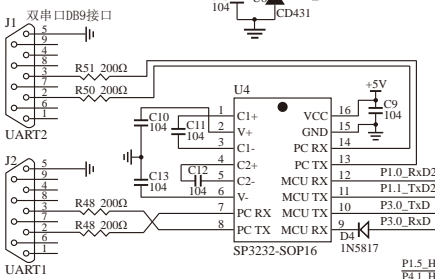 104
CD431
双串口DB9接口
J1
5
9
4
8
3
7
2
6
1
UART2
R51 200Ω
R50 200Ω
U4
+5V
C9
104
C10
104
C11
104
C12
104
C13
104
1 C1+ VCC 16
2 V+ GND 15
3 C1- PC RX 14
4 C2+ PC TX 13
5 C2- MCU RX 12 P1.0_RxD2
6 V- MCU TX 11 P1.1_TxD2
7 PC RX MCU TX 10 P3.0_TxD
8 PC TX MCU RX 9 P3.0_RxD
D4
1N5817
SP3232-SOP16
J2
5
9
4
8
3
7
2
6
1
UART1
R48 200Ω
R48 200Ω
P1.5_H
P4.1_H